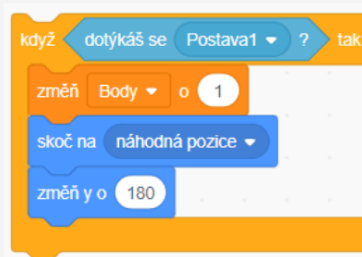 když dotýkáš se Postava1 ? tak
změň Body o 1
skoč na náhodná pozice
změň y o 180